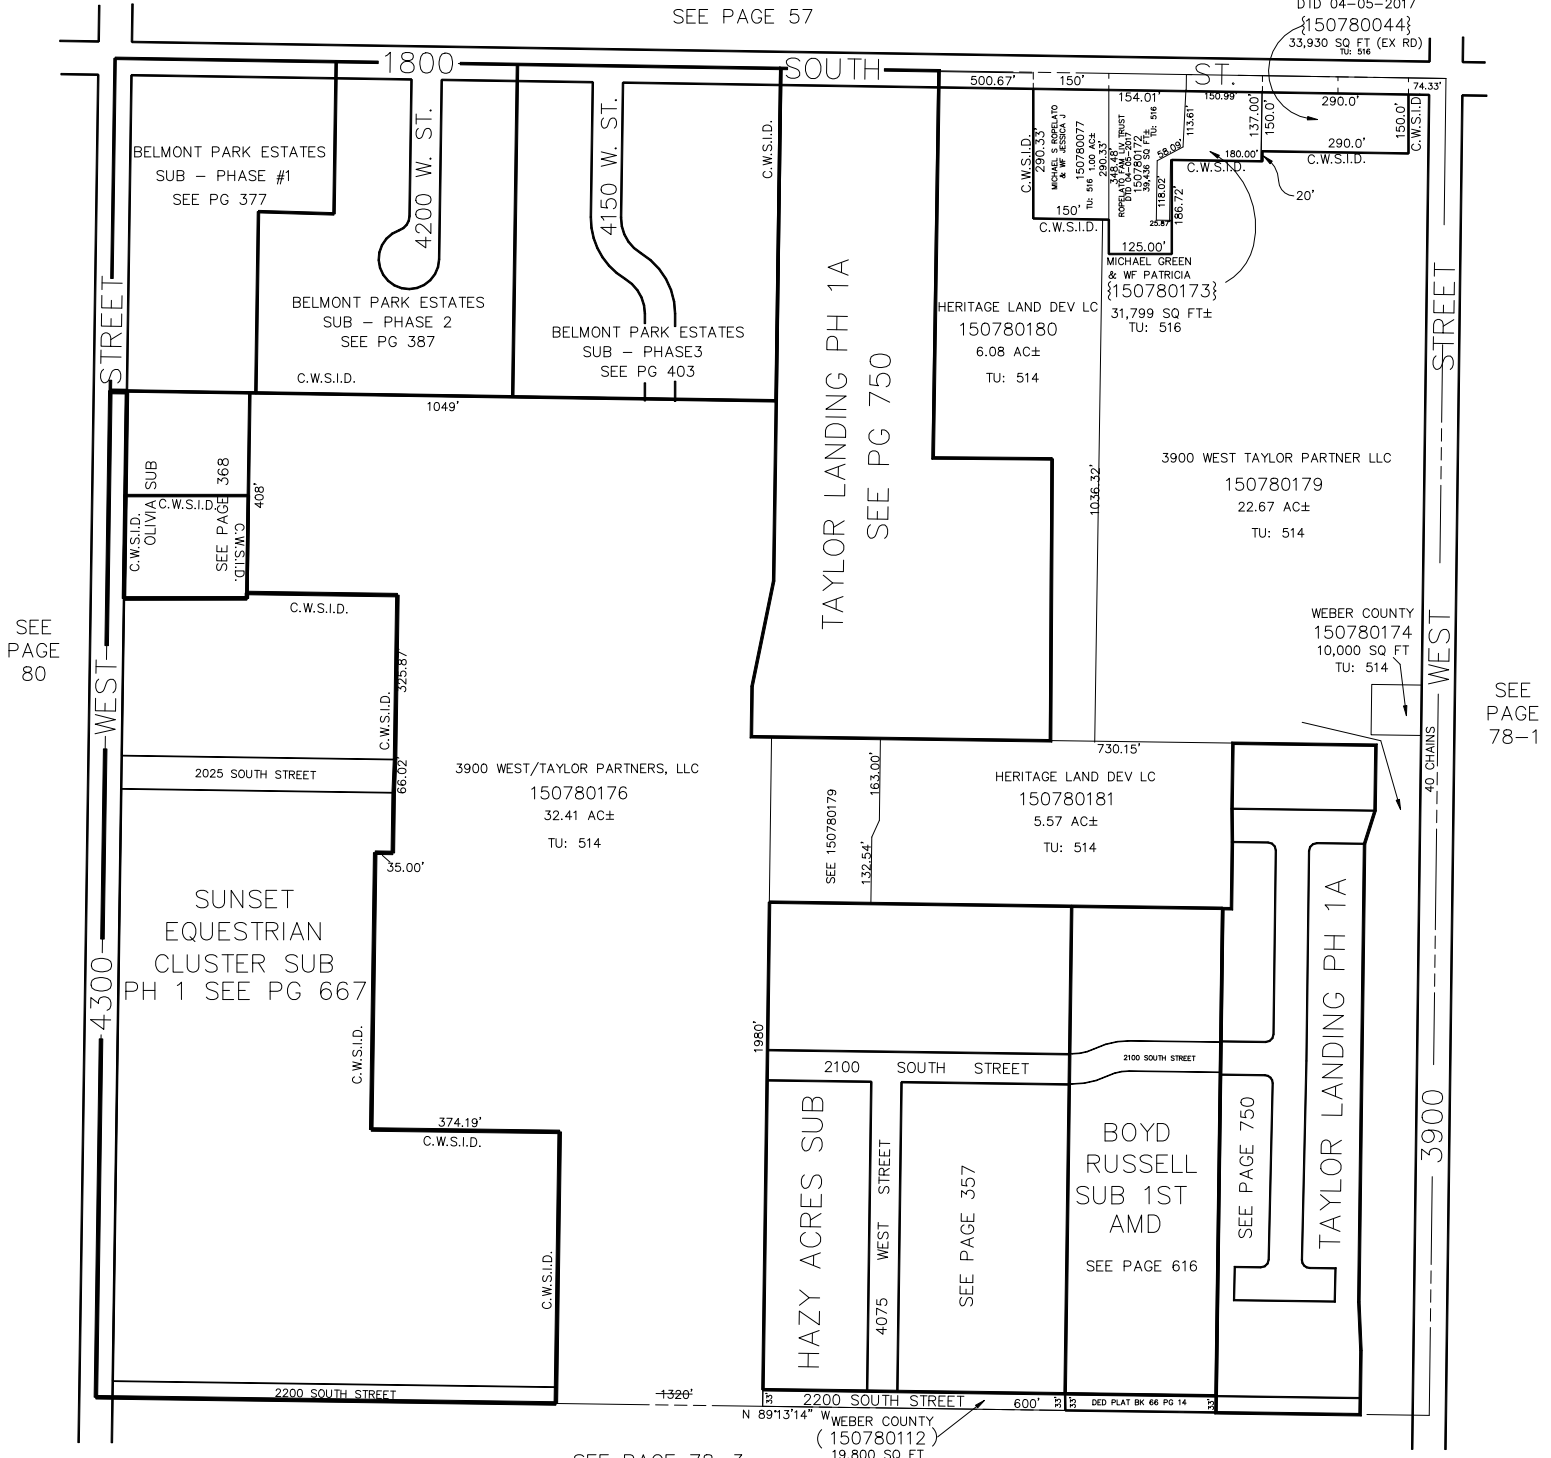 SEE PAGE 57
DTD 04-05-2017
{150780044}
33,930 SQ FT (EX RD)
TU: 516
1800
SOUTH
ST.
500.67'
150'
154.01'
150.99'
290.0'
74.33'
BELMONT PARK ESTATES
SUB - PHASE #1
SEE PG 377
4200 W. ST.
4150 W. ST.
C.W.S.I.D.
BELMONT PARK ESTATES
SUB - PHASE 2
SEE PG 387
C.W.S.I.D.
BELMONT PARK ESTATES
SUB - PHASE3
SEE PG 403
1049'
TAYLOR LANDING PH 1A
SEE PG 750
C.W.S.I.D.
290.33'
MICHAEL S ROPELATO
& WF JESSICA J
150780077
TU: 516 1.00 AC±
290.33'
150'
C.W.S.I.D.
348.48'
ROPELATO FAM LIV TRUST
DTD 04-05-2017
150780172
39,436 SQ FT±
TU: 516
113.61'
58.09'
118.02'
25.87'
186.72'
125.00'
137.00'
150.0'
180.00'
C.W.S.I.D.
290.0'
C.W.S.I.D.
150.0'
C.W.S.I.D.
20'
MICHAEL GREEN
& WF PATRICIA
{150780173}
31,799 SQ FT±
TU: 516
HERITAGE LAND DEV LC
150780180
6.08 AC±
TU: 514
1036.32'
3900 WEST TAYLOR PARTNER LLC
150780179
22.67 AC±
TU: 514
WEBER COUNTY
150780174
10,000 SQ FT
TU: 514
STREET
WEST
40 CHAINS
3900
SEE
PAGE
78-1
STREET
WEST
4300
SEE
PAGE
80
OLIVIA SUB
SEE PAGE 368
408'
C.W.S.I.D.
C.W.S.I.D.
C.W.S.I.D.
C.W.S.I.D.
325.87'
C.W.S.I.D.
66.02'
2025 SOUTH STREET
35.00'
3900 WEST/TAYLOR PARTNERS, LLC
150780176
32.41 AC±
TU: 514
SUNSET
EQUESTRIAN
CLUSTER SUB
PH 1 SEE PG 667
C.W.S.I.D.
374.19'
C.W.S.I.D.
C.W.S.I.D.
2200 SOUTH STREET
1320'
730.15'
SEE 150780179
163.00'
132.54'
HERITAGE LAND DEV LC
150780181
5.57 AC±
TU: 514
1980'
2100 SOUTH STREET
2100 SOUTH STREET
HAZY ACRES SUB
4075 WEST STREET
SEE PAGE 357
BOYD
RUSSELL
SUB 1ST
AMD
SEE PAGE 616
SEE PAGE 750
TAYLOR LANDING PH 1A
33'
2200 SOUTH STREET
600'
33'
33'
DED PLAT BK 66 PG 14
33'
N 89°13'14" W
WEBER COUNTY
(150780112)
19,800 SQ FT